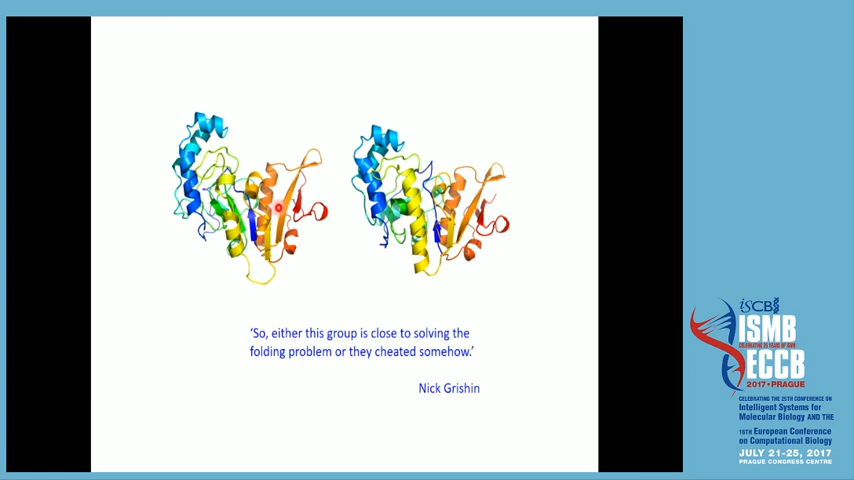 'So, either this group is close to solving the
folding problem or they cheated somehow.'
Nick Grishin
iSCB
ISMB
CELEBRATING 25 YEARS OF ISMB
ECCB
2017 • PRAGUE
CELEBRATING THE 25TH CONFERENCE ON
Intelligent Systems for
Molecular Biology AND THE
16TH European Conference
on Computational Biology
JULY 21-25, 2017
PRAGUE CONGRESS CENTRE